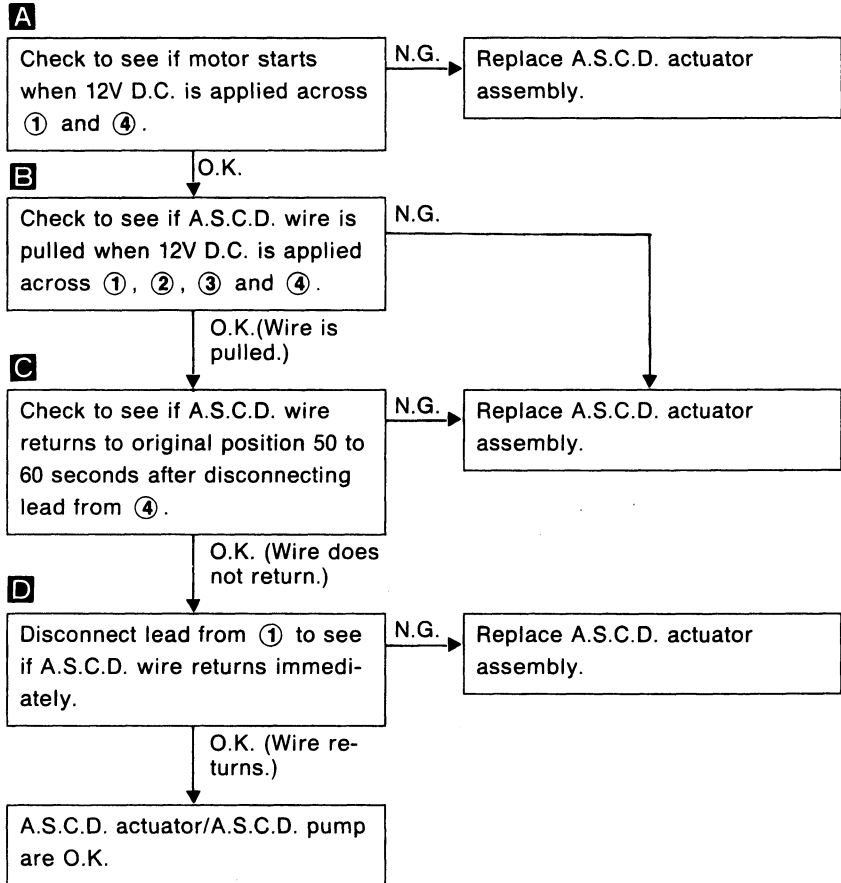 A
Check to see if motor starts
when 12V D.C. is applied across
① and ④.
N.G.
Replace A.S.C.D. actuator
assembly.
O.K.
B
Check to see if A.S.C.D. wire is
pulled when 12V D.C. is applied
across ①, ②, ③ and ④.
N.G.
O.K.(Wire is
pulled.)
C
Check to see if A.S.C.D. wire
returns to original position 50 to
60 seconds after disconnecting
lead from ④.
N.G.
Replace A.S.C.D. actuator
assembly.
O.K. (Wire does
not return.)
D
Disconnect lead from ① to see
if A.S.C.D. wire returns immedi-
ately.
N.G.
Replace A.S.C.D. actuator
assembly.
O.K. (Wire re-
turns.)
A.S.C.D. actuator/A.S.C.D. pump
are O.K.